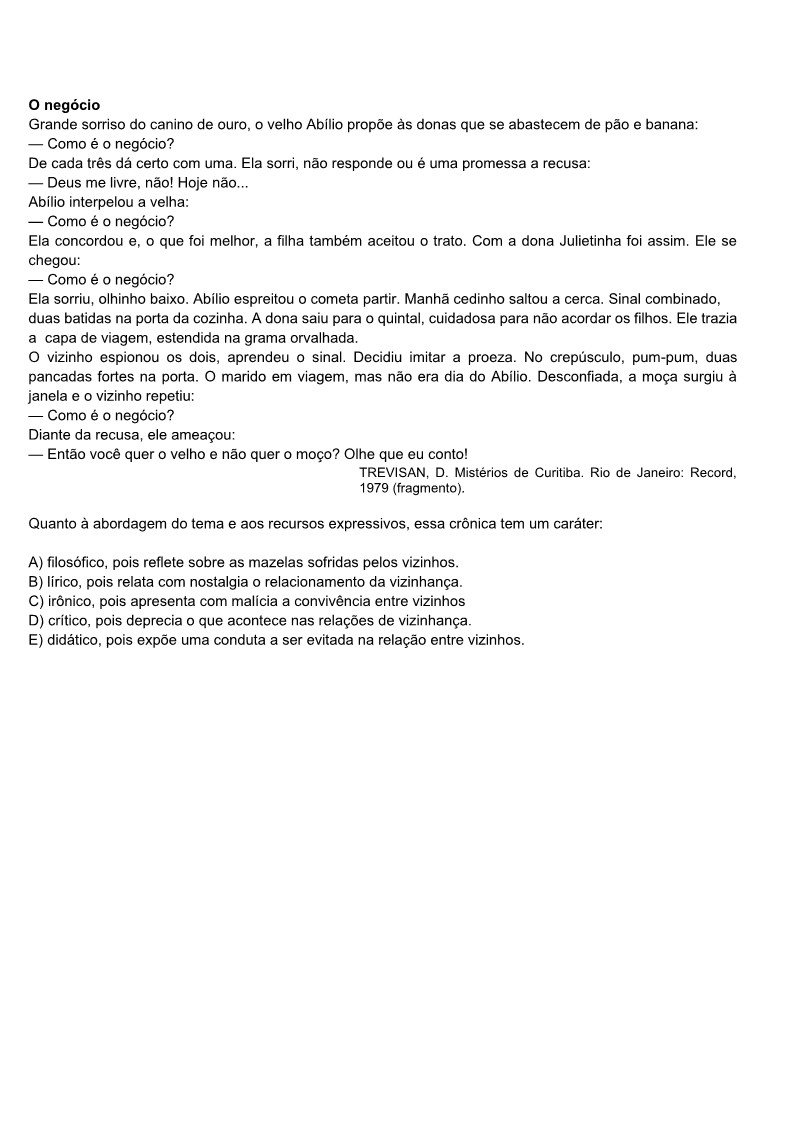 O negócio
Grande sorriso do canino de ouro, o velho Abílio propõe às donas que se abastecem de pão e banana:
— Como é o negócio?
De cada três dá certo com uma. Ela sorri, não responde ou é uma promessa a recusa:
— Deus me livre, não! Hoje não...
Abílio interpelou a velha:
— Como é o negócio?
Ela concordou e, o que foi melhor, a filha também aceitou o trato. Com a dona Julietinha foi assim. Ele se
chegou:
— Como é o negócio?
Ela sorriu, olhinho baixo. Abílio espreitou o cometa partir. Manhã cedinho saltou a cerca. Sinal combinado,
duas batidas na porta da cozinha. A dona saiu para o quintal, cuidadosa para não acordar os filhos. Ele trazia
a capa de viagem, estendida na grama orvalhada.
O vizinho espionou os dois, aprendeu o sinal. Decidiu imitar a proeza. No crepúsculo, pum-pum, duas
pancadas fortes na porta. O marido em viagem, mas não era dia do Abílio. Desconfiada, a moça surgiu à
janela e o vizinho repetiu:
— Como é o negócio?
Diante da recusa, ele ameaçou:
— Então você quer o velho e não quer o moço? Olhe que eu conto!
TREVISAN, D. Mistérios de Curitiba. Rio de Janeiro: Record,
1979 (fragmento).
Quanto à abordagem do tema e aos recursos expressivos, essa crônica tem um caráter:
A) filosófico, pois reflete sobre as mazelas sofridas pelos vizinhos.
B) lírico, pois relata com nostalgia o relacionamento da vizinhança.
C) irônico, pois apresenta com malícia a convivência entre vizinhos
D) crítico, pois deprecia o que acontece nas relações de vizinhança.
E) didático, pois expõe uma conduta a ser evitada na relação entre vizinhos.